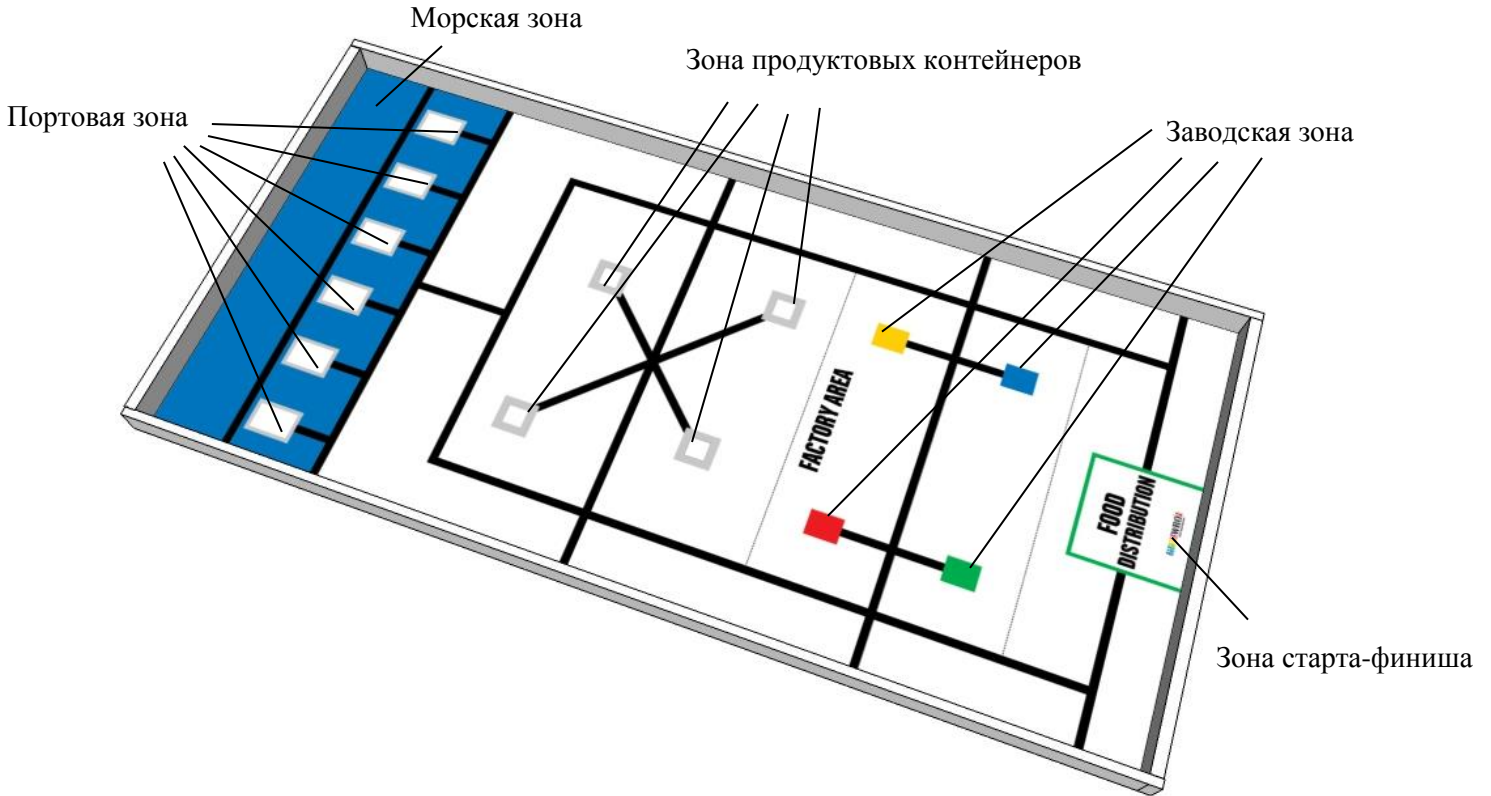 Морская зона
Зона продуктовых контейнеров
Портовая зона
Заводская зона
FACTORY AREA
FOOD
DISTRIBUTION
Зона старта-финиша